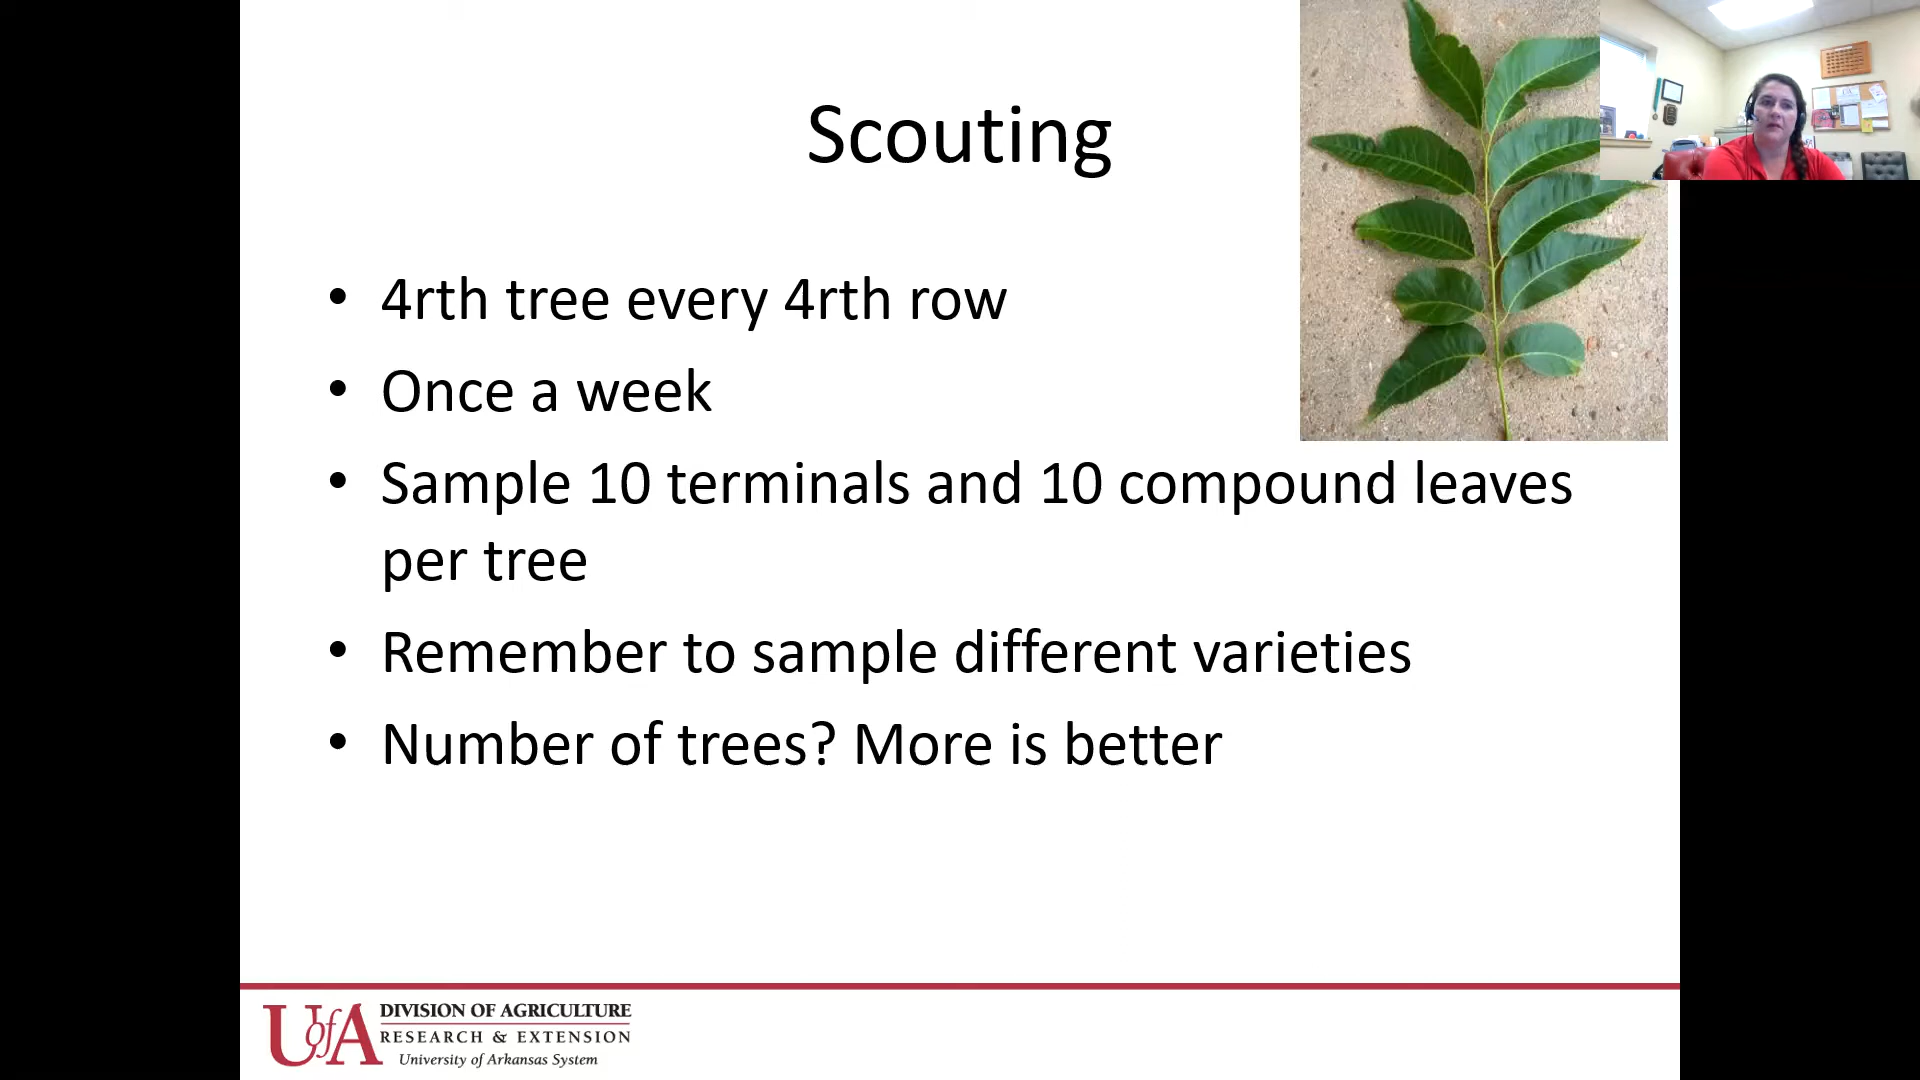 Scouting
• 4rth tree every 4rth row
• Once a week
• Sample 10 terminals and 10 compound leaves
per tree
• Remember to sample different varieties
• Number of trees? More is better
UofA
DIVISION OF AGRICULTURE
RESEARCH & EXTENSION
University of Arkansas System